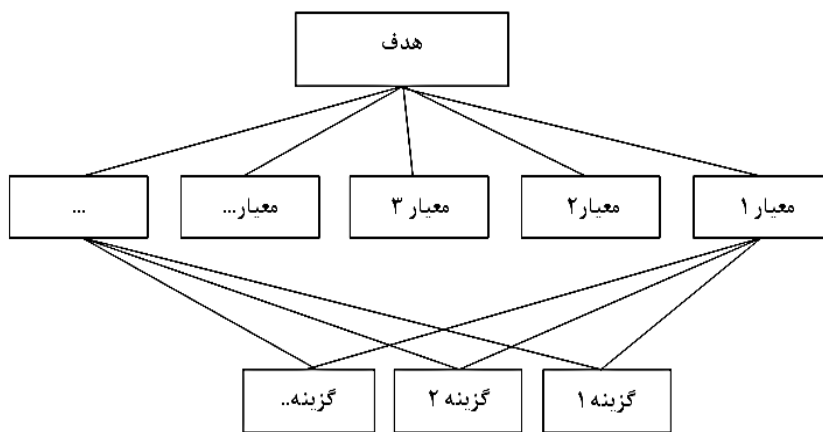 هدف
معیار ۱
معیار۲
معیار ۳
معیار...
...
گزینه ۱
گزینه ۲
گزینه..